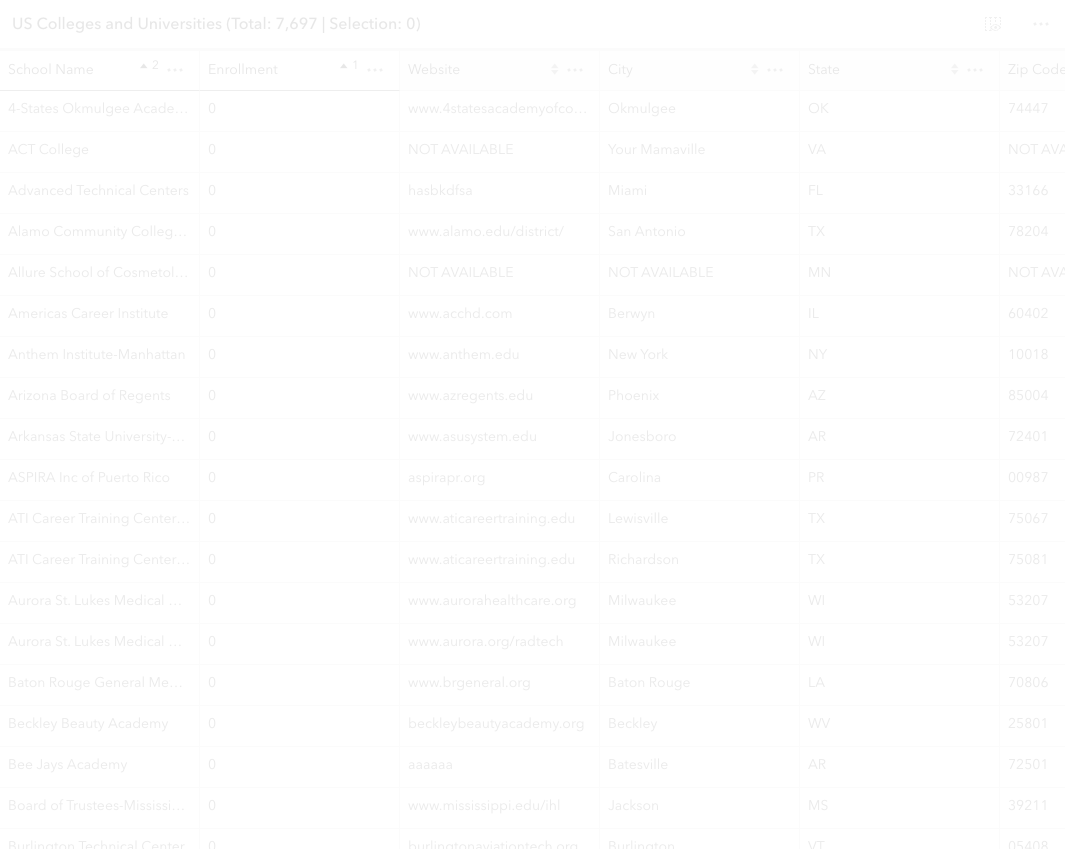 US Colleges and Universities (Total: 7,697 | Selection: 0)
School Name 2 Enrollment 1 Website City State Zip Code
4-States Okmulgee Acade... 0 www.4statesacademyofco... Okmulgee OK 74447
ACT College 0 NOT AVAILABLE Your Mamaville VA NOT AVA
Advanced Technical Centers 0 hasbkdfsa Miami FL 33166
Alamo Community Colleg... 0 www.alamo.edu/district/ San Antonio TX 78204
Allure School of Cosmetol... 0 NOT AVAILABLE NOT AVAILABLE MN NOT AVA
Americas Career Institute 0 www.acchd.com Berwyn IL 60402
Anthem Institute-Manhattan 0 www.anthem.edu New York NY 10018
Arizona Board of Regents 0 www.azregents.edu Phoenix AZ 85004
Arkansas State University-... 0 www.asusystem.edu Jonesboro AR 72401
ASPIRA Inc of Puerto Rico 0 aspirapr.org Carolina PR 00987
ATI Career Training Center... 0 www.aticareertraining.edu Lewisville TX 75067
ATI Career Training Center... 0 www.aticareertraining.edu Richardson TX 75081
Aurora St. Lukes Medical ... 0 www.aurorahealthcare.org Milwaukee WI 53207
Aurora St. Lukes Medical ... 0 www.aurora.org/radtech Milwaukee WI 53207
Baton Rouge General Me... 0 www.brgeneral.org Baton Rouge LA 70806
Beckley Beauty Academy 0 beckleybeautyacademy.org Beckley WV 25801
Bee Jays Academy 0 aaaaaa Batesville AR 72501
Board of Trustees-Mississi... 0 www.mississippi.edu/ihl Jackson MS 39211
Burlington Technical Center 0 burlingtonaviationtech.org Burlington VT 05408